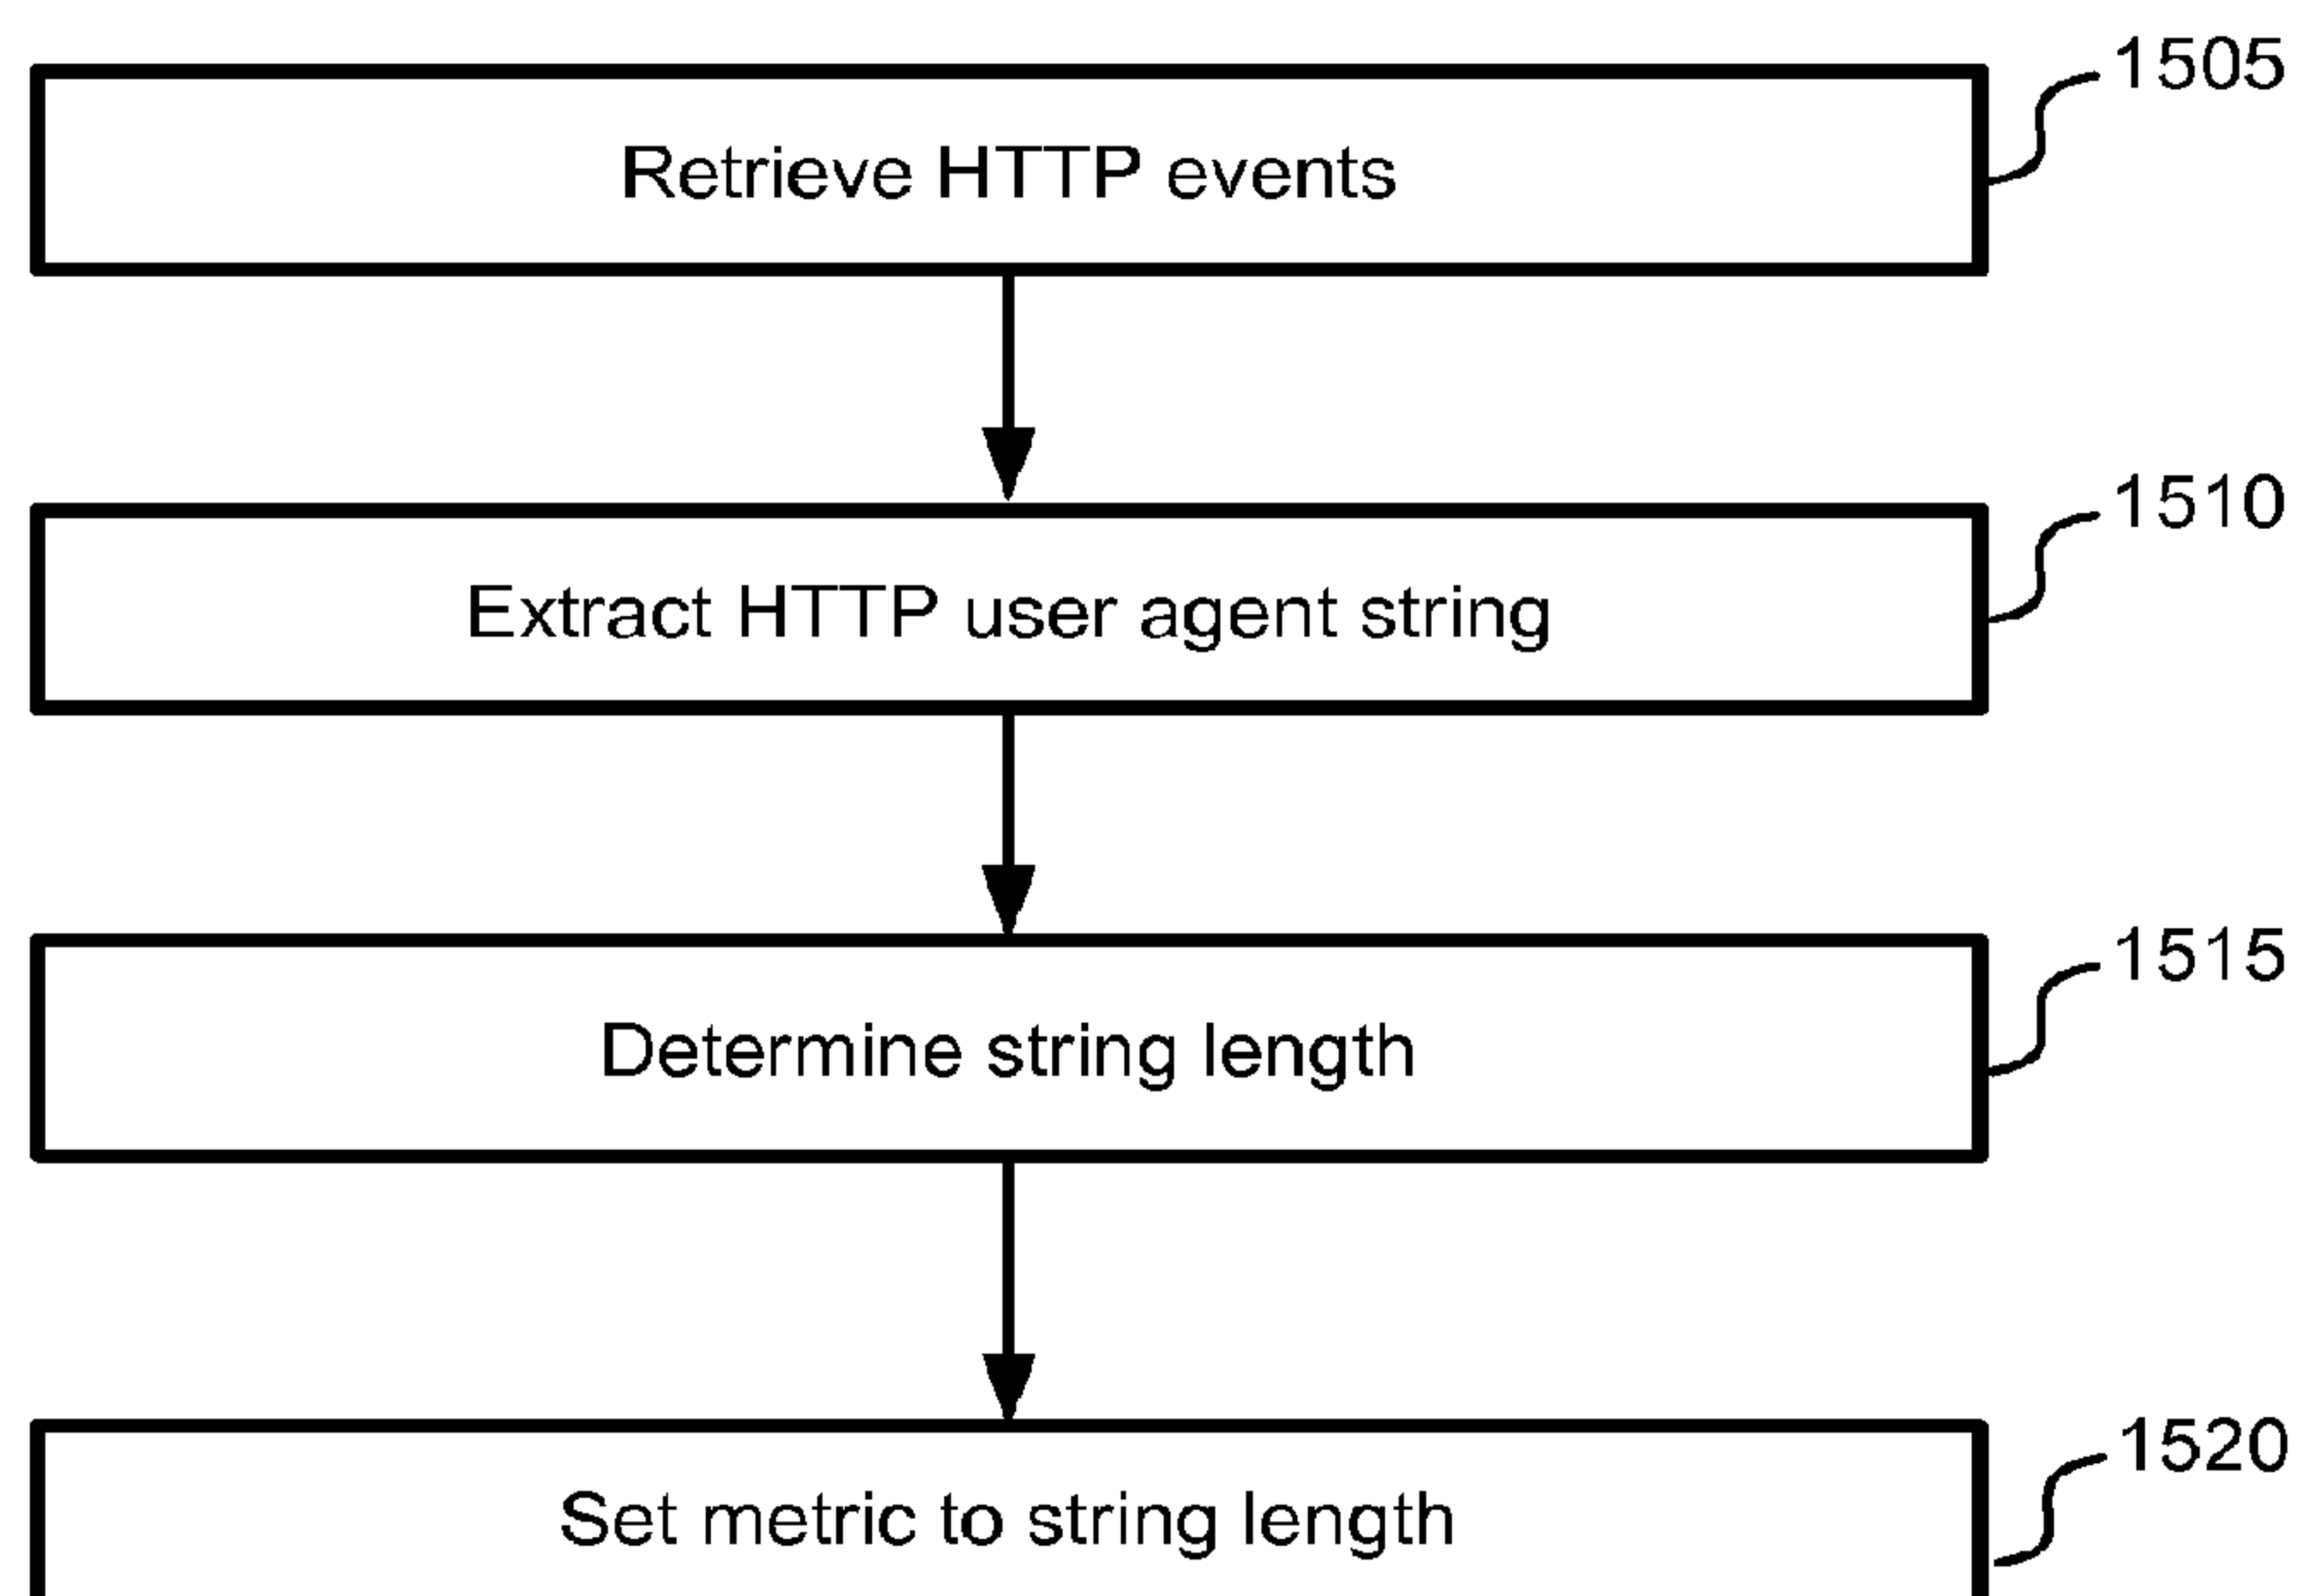 1505
Retrieve HTTP events
1510
Extract HTTP user agent string
1515
Determine string length
1520
Set metric to string length